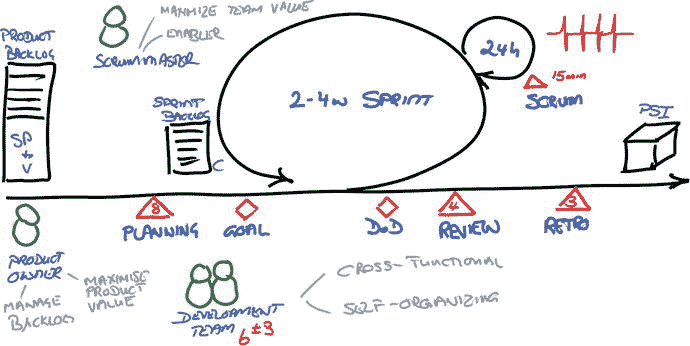 PRODUCT
BACKLOG
SP
+
V
MAXIMIZE TEAM VALUE
ENABLER
SCRUMMASTER
SPRINT
BACKLOG
C
2-4W SPRINT
24h
15min
SCRUM
PSI
8
PLANNING
GOAL
DoD
4
REVIEW
3
RETRO
PRODUCT
OWNER
MANAGE
BACKLOG
MAXIMISE
PRODUCT
VALUE
DEVELOPMENT
TEAM 6±3
CROSS-FUNCTIONAL
SELF-ORGANIZING